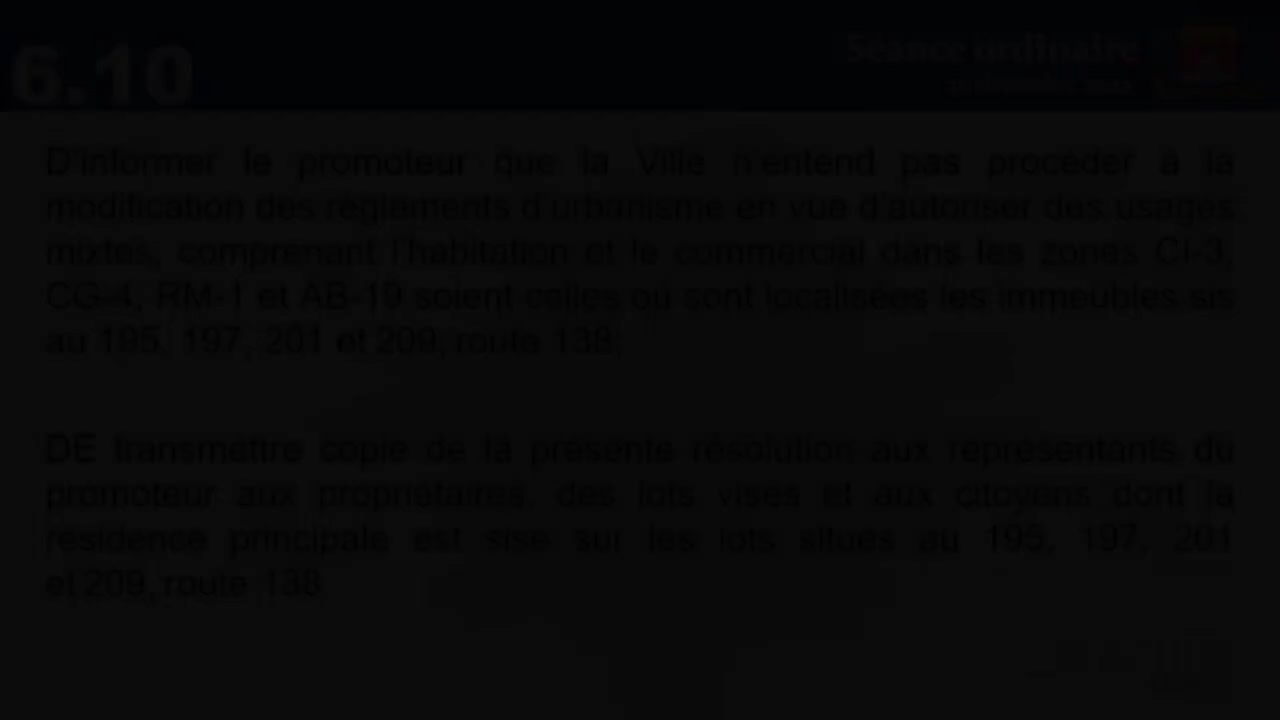 6.10
Séance ordinaire
D'informer le promoteur que la Ville n'entend pas procéder à la
modification des règlements d'urbanisme en vue d'autoriser des usages
mixtes, comprenant l'habitation et le commercial dans les zones CI-3,
CG-4, RM-1 et AB-19 soient celles où sont localisées les immeubles sis
au 195, 197, 201 et 209, route 138;
DE transmettre copie de la présente résolution aux représentants du
promoteur aux propriétaires des lots visés et aux citoyens dont la
résidence principale est sise sur les lots situés au 195, 197, 201
et 209, route 138